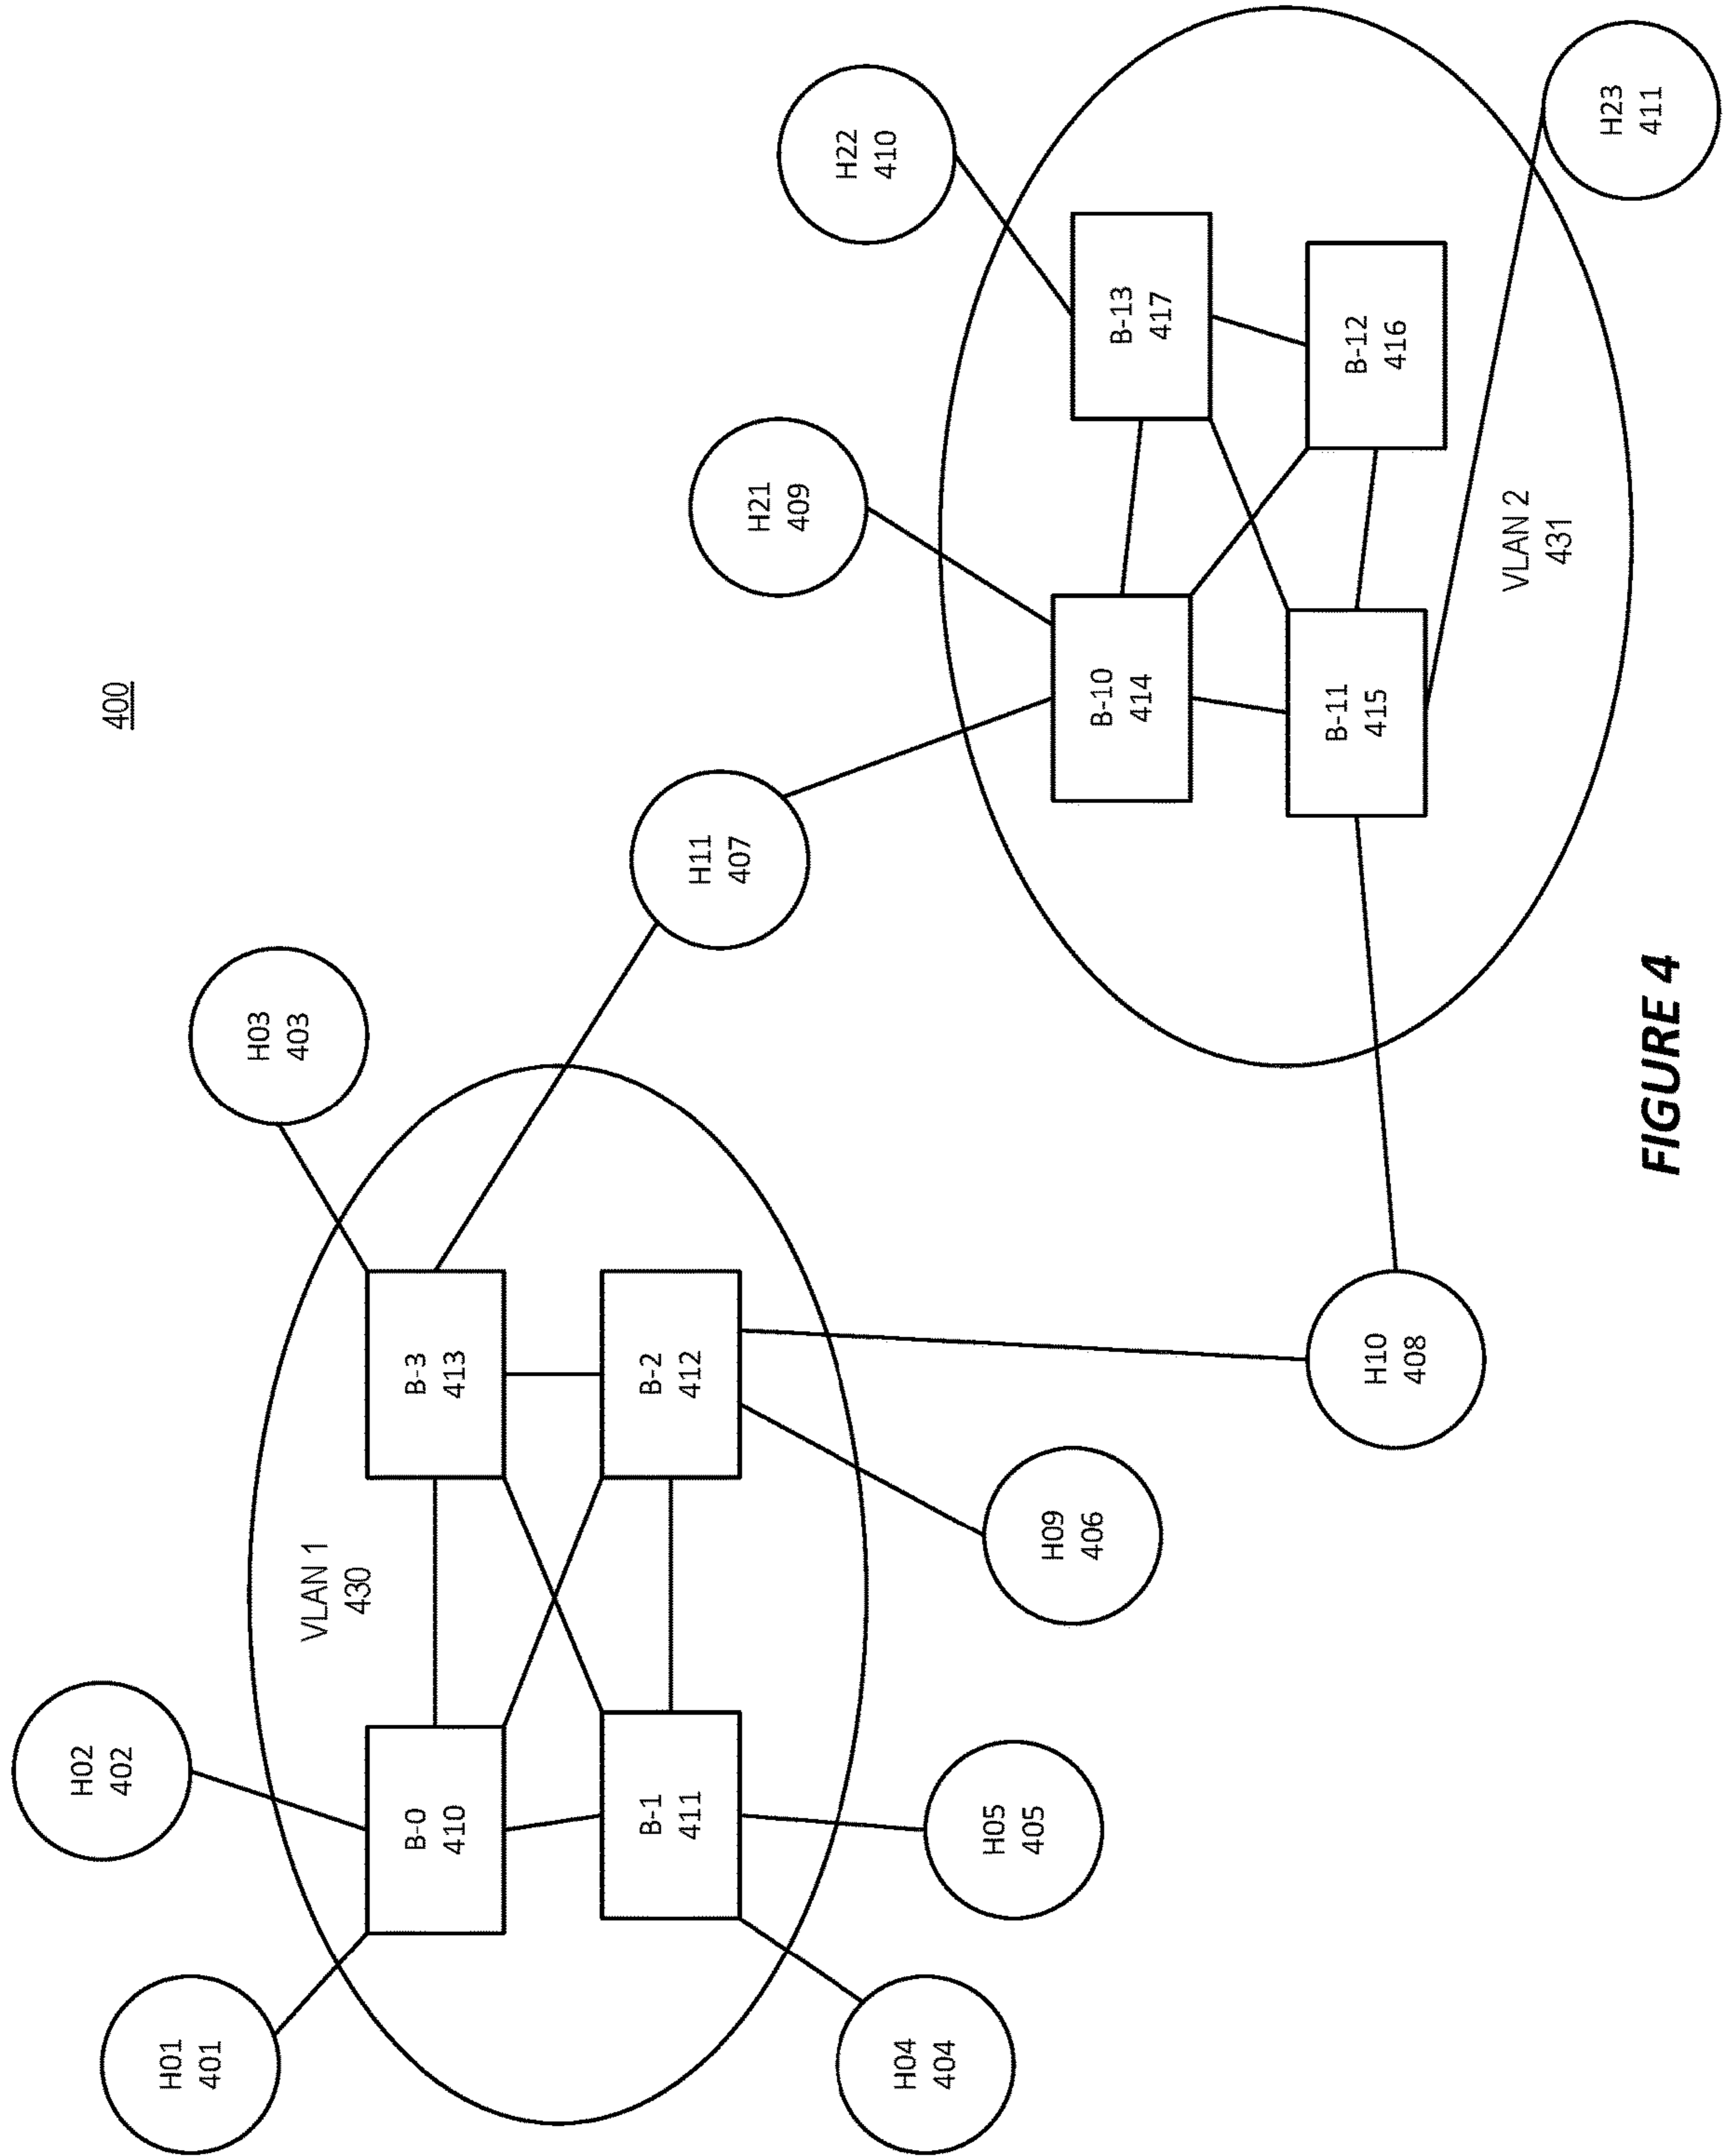 400
H02
402
H01
401
H03
403
VLAN 1
430
B-0
410
B-3
413
B-1
411
B-2
412
H04
404
H05
405
H09
406
H11
407
H10
408
H21
409
H22
410
B-10
414
B-13
417
B-11
415
B-12
416
VLAN 2
431
H23
411
FIGURE 4